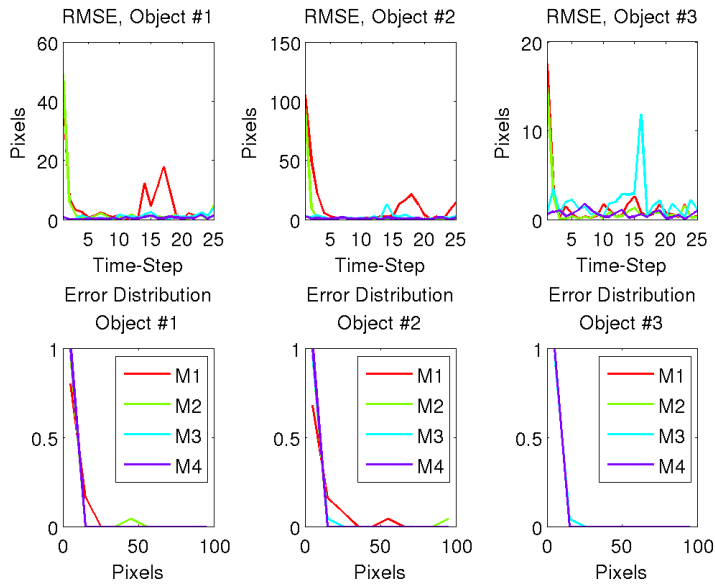 RMSE, Object #1
60
40
20
0
Pixels
5 10 15 20 25
Time-Step
RMSE, Object #2
150
100
50
0
Pixels
5 10 15 20 25
Time-Step
RMSE, Object #3
20
10
0
Pixels
5 10 15 20 25
Time-Step
Error Distribution
Object #1
1
0.5
0
M1
M2
M3
M4
0 50 100
Pixels
Error Distribution
Object #2
1
0.5
0
M1
M2
M3
M4
0 50 100
Pixels
Error Distribution
Object #3
1
0.5
0
M1
M2
M3
M4
0 50 100
Pixels